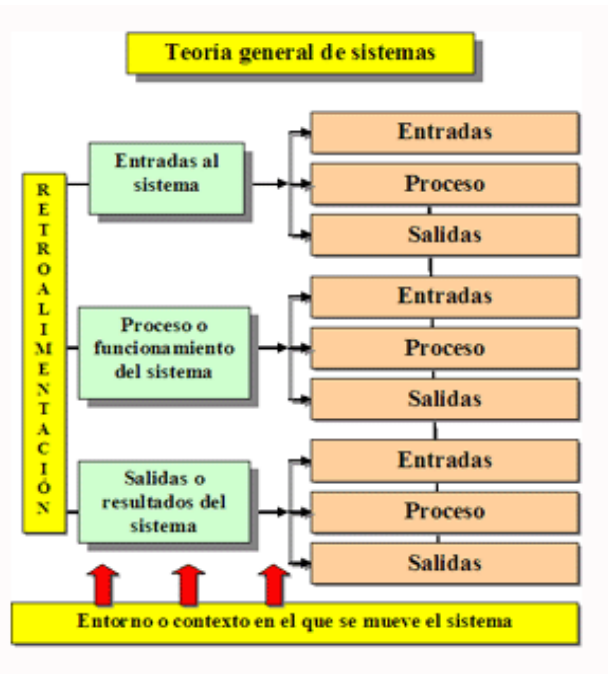 Teoría general de sistemas
RETROALIMENTACIÓN
Entradas al
sistema
Entradas
Proceso
Salidas
Proceso o
funcionamiento
del sistema
Entradas
Proceso
Salidas
Salidas o
resultados del
sistema
Entradas
Proceso
Salidas
Entorno o contexto en el que se mueve el sistema